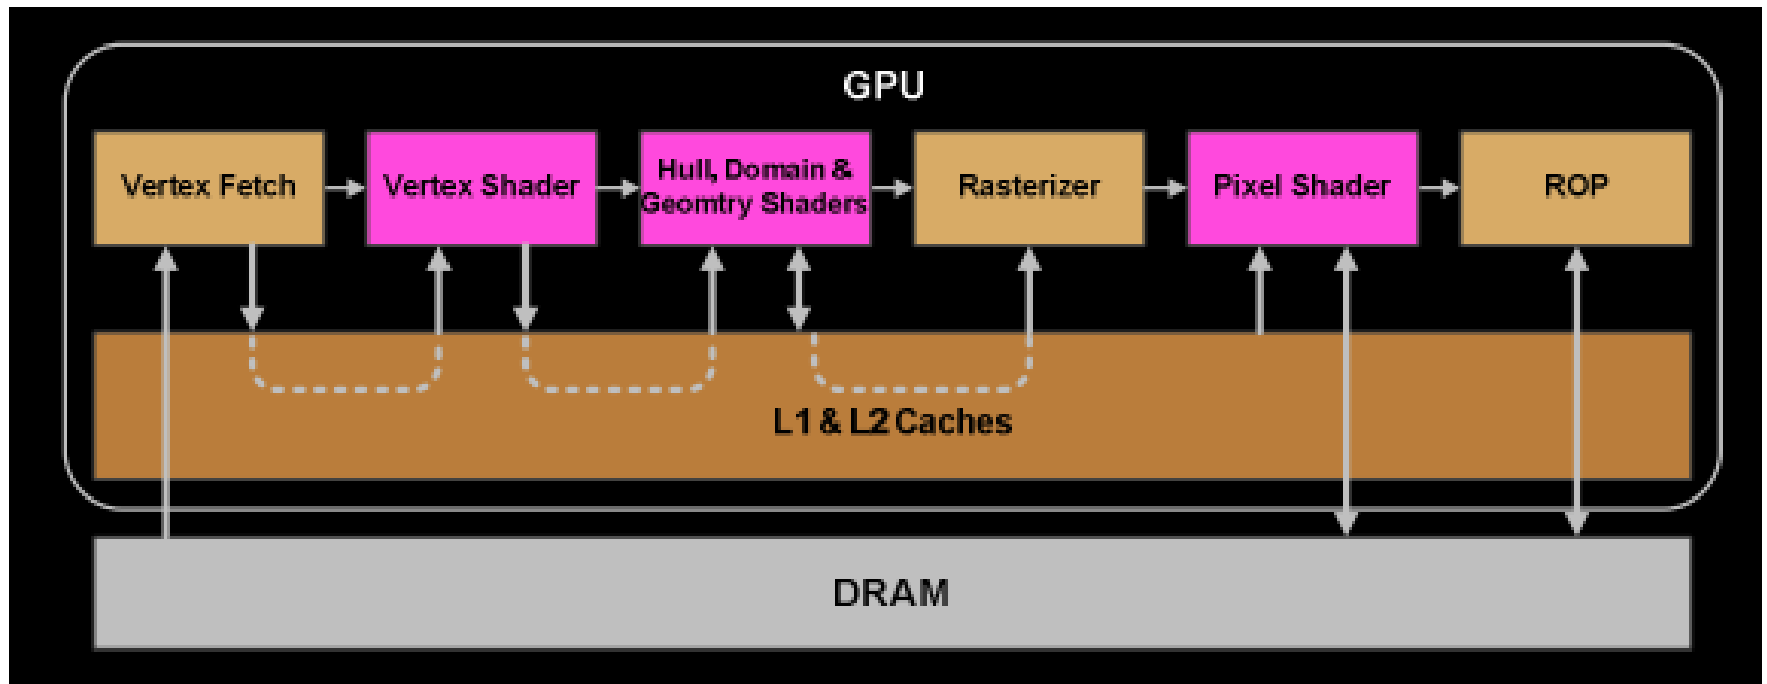 GPU
Vertex Fetch
Vertex Shader
Hull, Domain &
Geomtry Shaders
Rasterizer
Pixel Shader
ROP
L1 & L2 Caches
DRAM